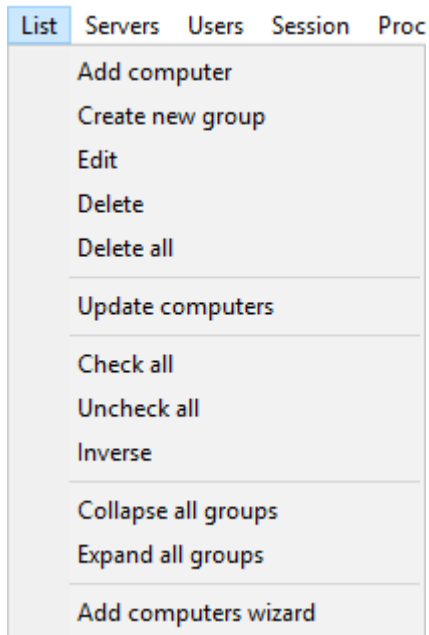 List Servers Users Session Proc
Add computer
Create new group
Edit
Delete
Delete all
Update computers
Check all
Uncheck all
Inverse
Collapse all groups
Expand all groups
Add computers wizard